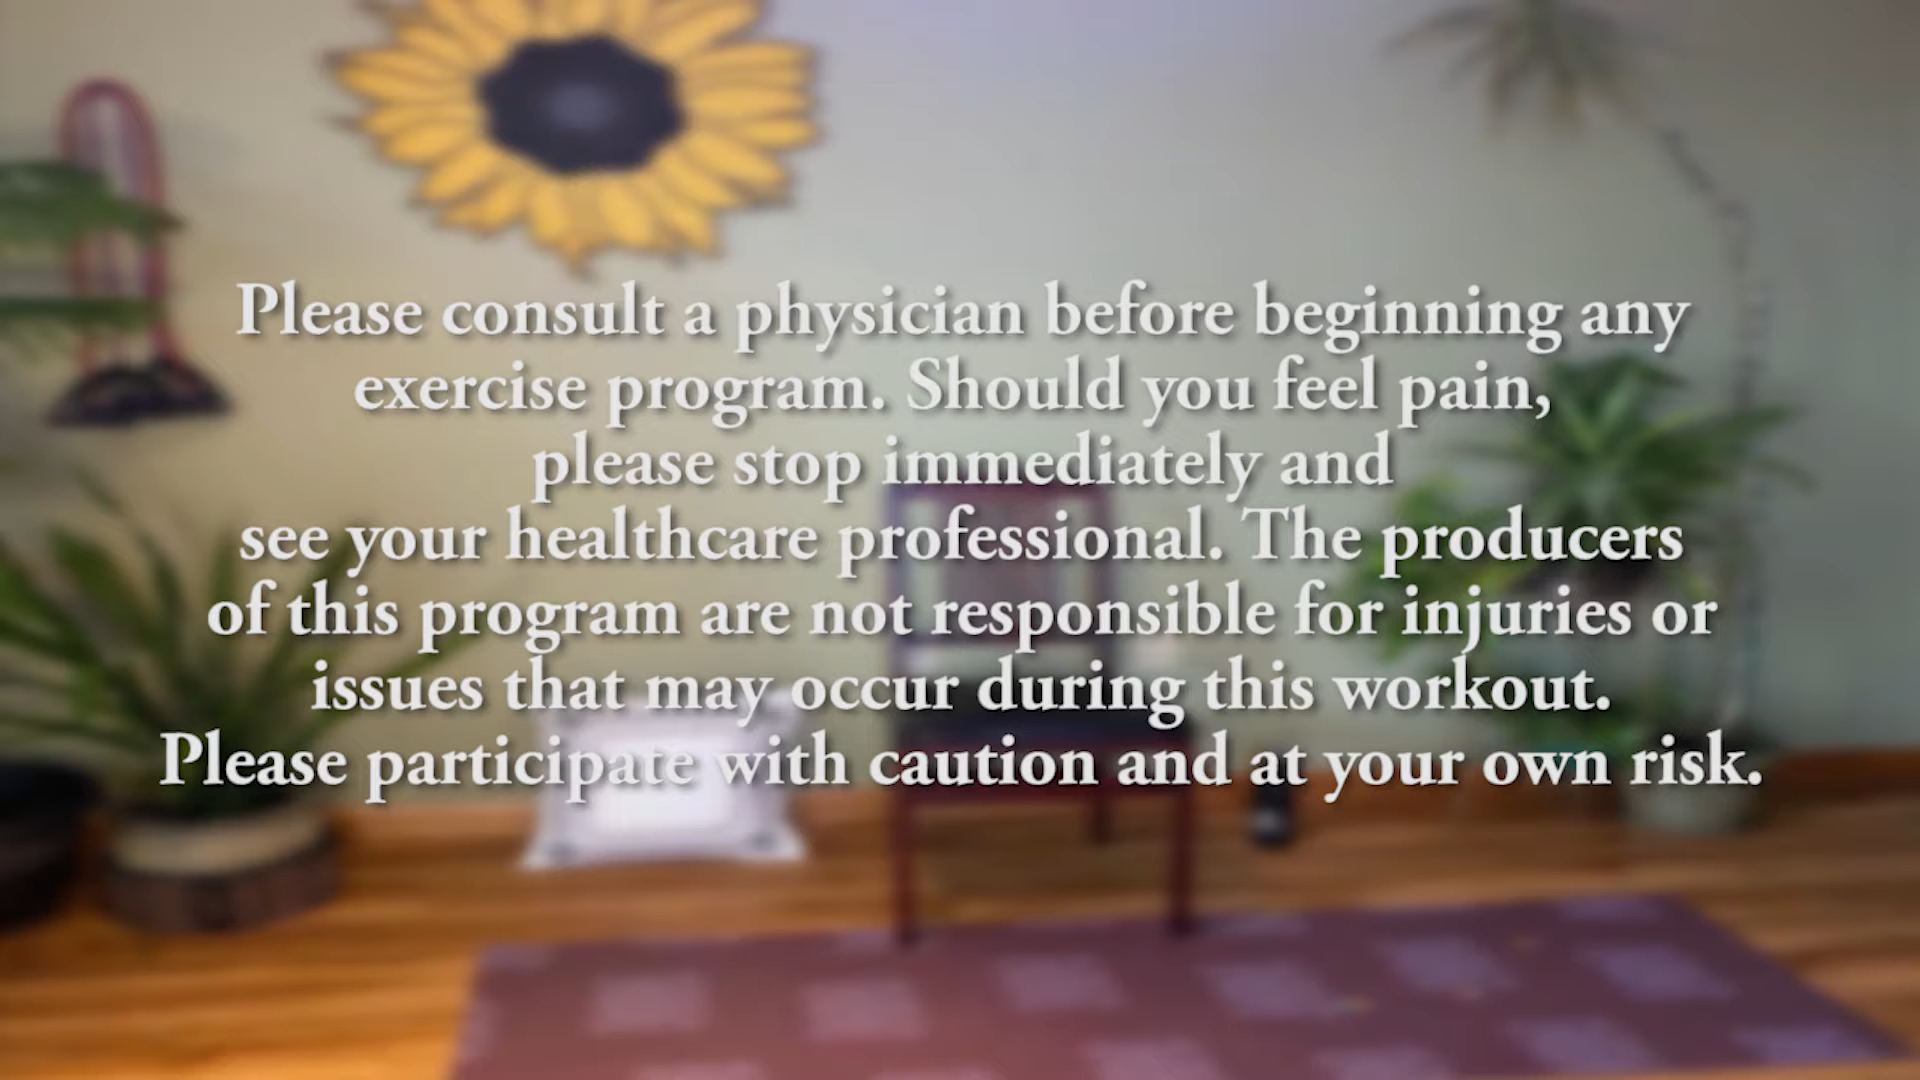 Please consult a physician before beginning any
exercise program. Should you feel pain,
please stop immediately and
see your healthcare professional. The producers
of this program are not responsible for injuries or
issues that may occur during this workout.
Please participate with caution and at your own risk.